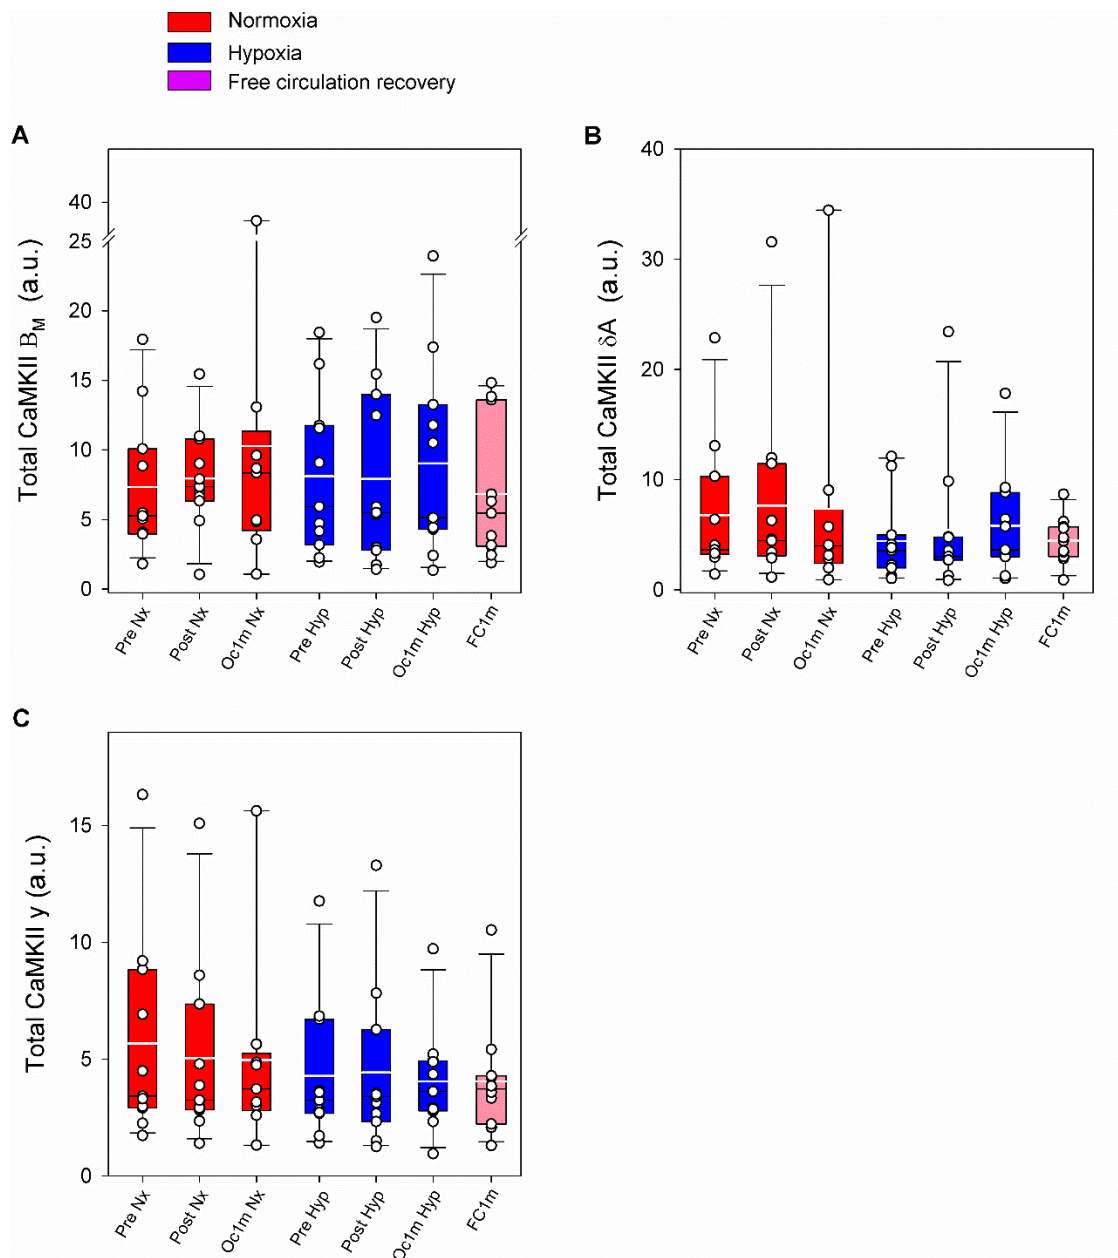 Normoxia
Hypoxia
Free circulation recovery
A
Total CaMKII B_M (a.u.)
40
25
20
15
10
5
0
Pre Nx
Post Nx
Oc1m Nx
Pre Hyp
Post Hyp
Oc1m Hyp
FC1m
B
Total CaMKII δA (a.u.)
40
30
20
10
0
Pre Nx
Post Nx
Oc1m Nx
Pre Hyp
Post Hyp
Oc1m Hyp
FC1m
C
Total CaMKII y (a.u.)
15
10
5
0
Pre Nx
Post Nx
Oc1m Nx
Pre Hyp
Post Hyp
Oc1m Hyp
FC1m